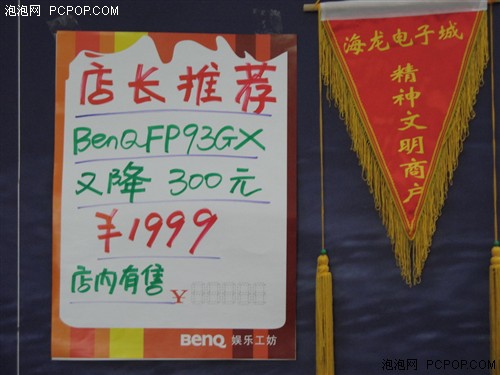 泡泡网 PCPOP.COM
店长推荐
BenQFP93GX
又降 300元
¥1999
店内有售 ¥
BenQ 娱乐工坊
海龙电子城
精神文明商户
泡泡网 PCPOP.COM